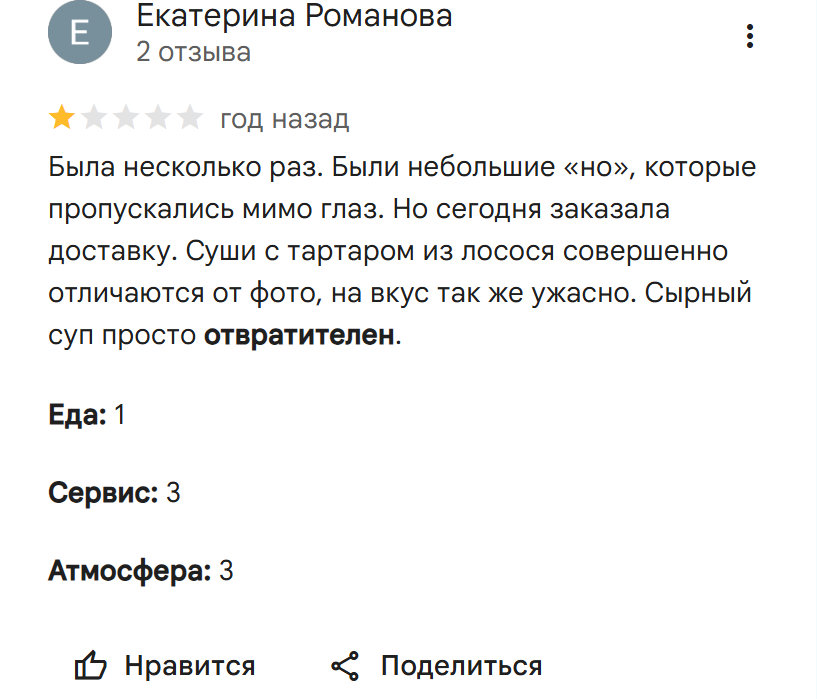 Е
Екатерина Романова
2 отзыва
год назад
Была несколько раз. Были небольшие «но», которые
пропускались мимо глаз. Но сегодня заказала
доставку. Суши с тартаром из лосося совершенно
отличаются от фото, на вкус так же ужасно. Сырный
суп просто отвратителен.
Еда: 1
Сервис: 3
Атмосфера: 3
Нравится
Поделиться